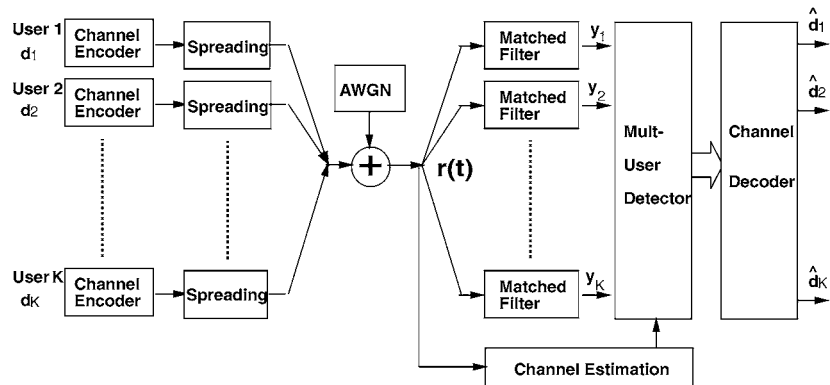 User 1
d1
Channel
Encoder
Spreading
User 2
d2
Channel
Encoder
Spreading
User K
dK
Channel
Encoder
Spreading
AWGN
+
r(t)
Matched
Filter
y1
Matched
Filter
y2
Matched
Filter
yK
Mult-
User
Detector
Channel
Decoder
Channel Estimation
d̂1
d̂2
d̂K